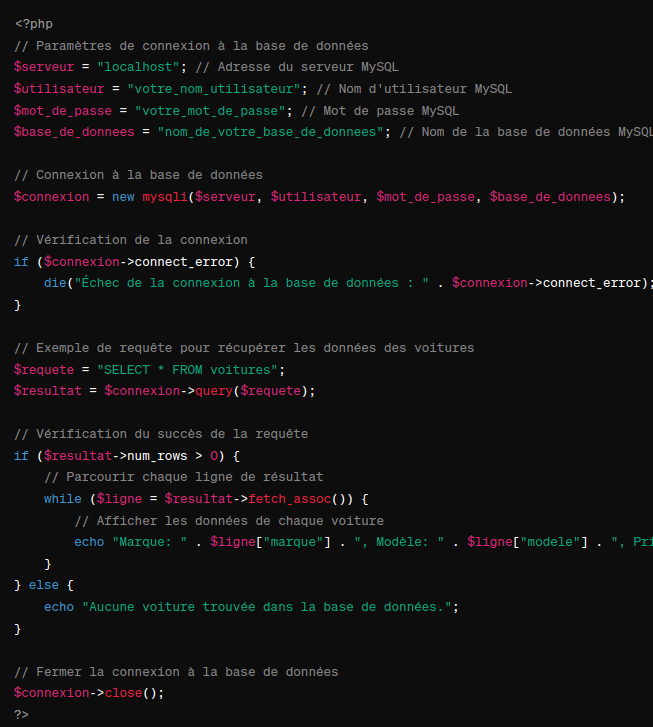 <?php
// Paramètres de connexion à la base de données
$serveur = "localhost"; // Adresse du serveur MySQL
$utilisateur = "votre_nom_utilisateur"; // Nom d'utilisateur MySQL
$mot_de_passe = "votre_mot_de_passe"; // Mot de passe MySQL
$base_de_donnees = "nom_de_votre_base_de_donnees"; // Nom de la base de données MySQL
// Connexion à la base de données
$connexion = new mysqli($serveur, $utilisateur, $mot_de_passe, $base_de_donnees);
// Vérification de la connexion
if ($connexion->connect_error) {
    die("Échec de la connexion à la base de données : " . $connexion->connect_error);
}
// Exemple de requête pour récupérer les données des voitures
$requete = "SELECT * FROM voitures";
$resultat = $connexion->query($requete);
// Vérification du succès de la requête
if ($resultat->num_rows > 0) {
    // Parcourir chaque ligne de résultat
    while ($ligne = $resultat->fetch_assoc()) {
        // Afficher les données de chaque voiture
        echo "Marque: " . $ligne["marque"] . ", Modèle: " . $ligne["modele"] . ", Pri
    }
} else {
    echo "Aucune voiture trouvée dans la base de données.";
}
// Fermer la connexion à la base de données
$connexion->close();
?>